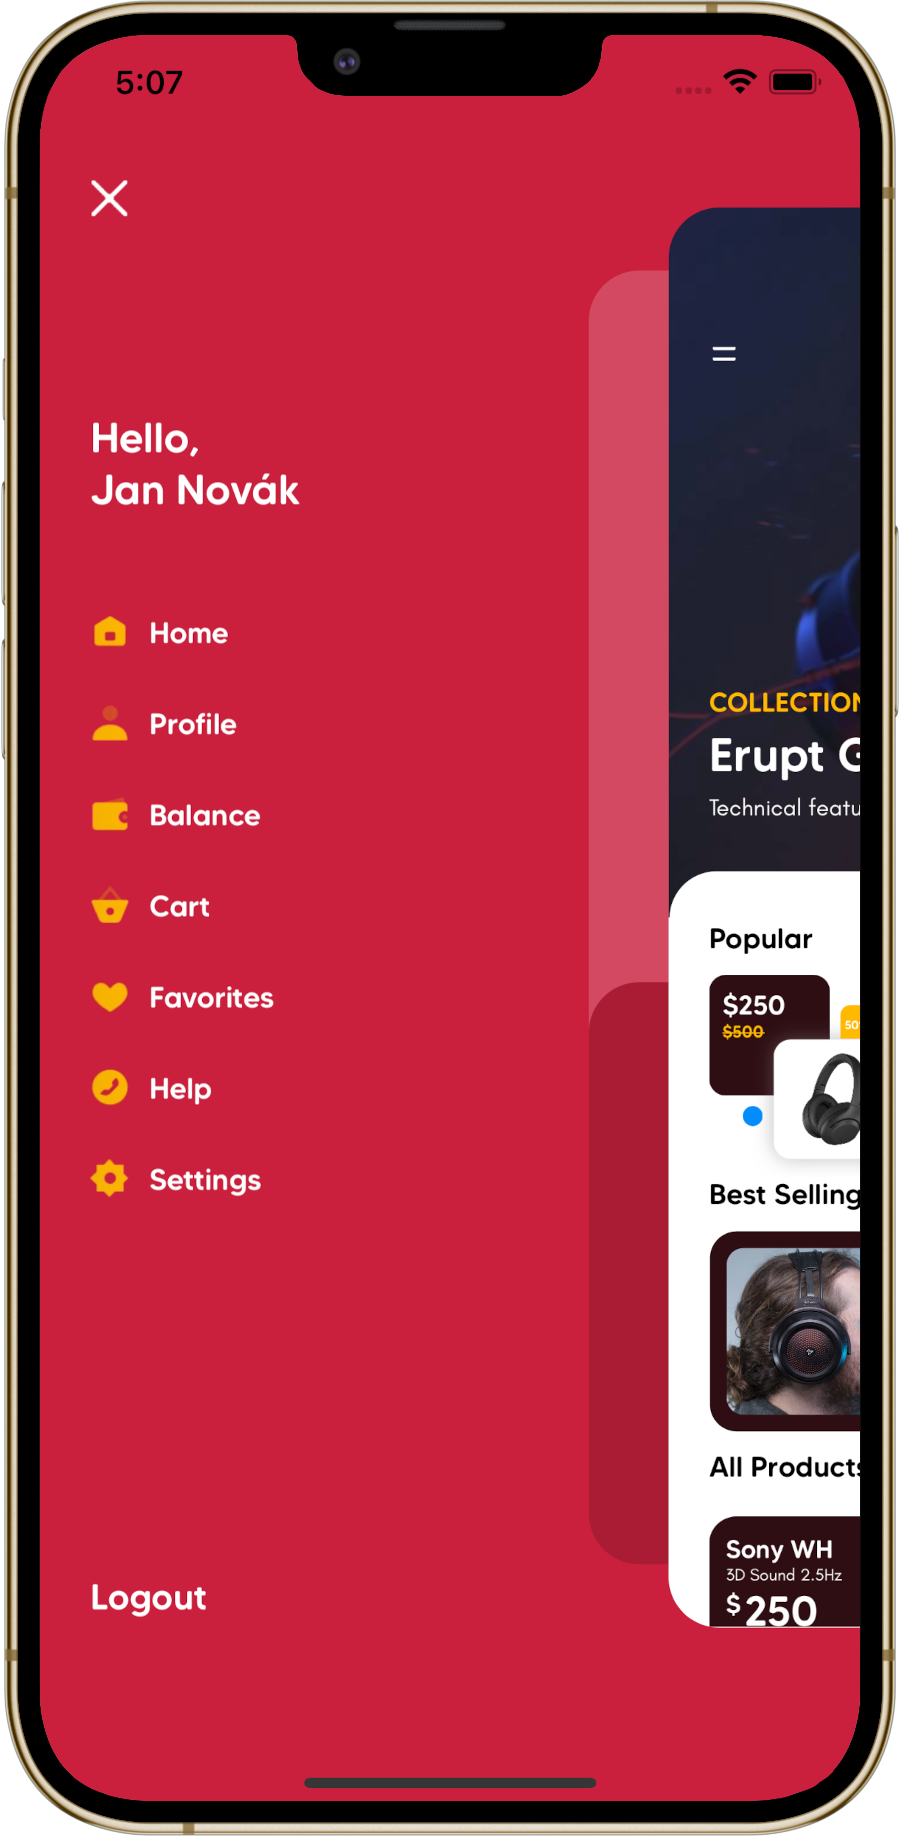 5:07
Hello,
Jan Novák
Home
Profile
Balance
Cart
Favorites
Help
Settings
Logout
COLLECTION
Erupt G
Technical featu
Popular
$250
$500
50
Best Selling
All Products
Sony WH
3D Sound 2.5Hz
$250